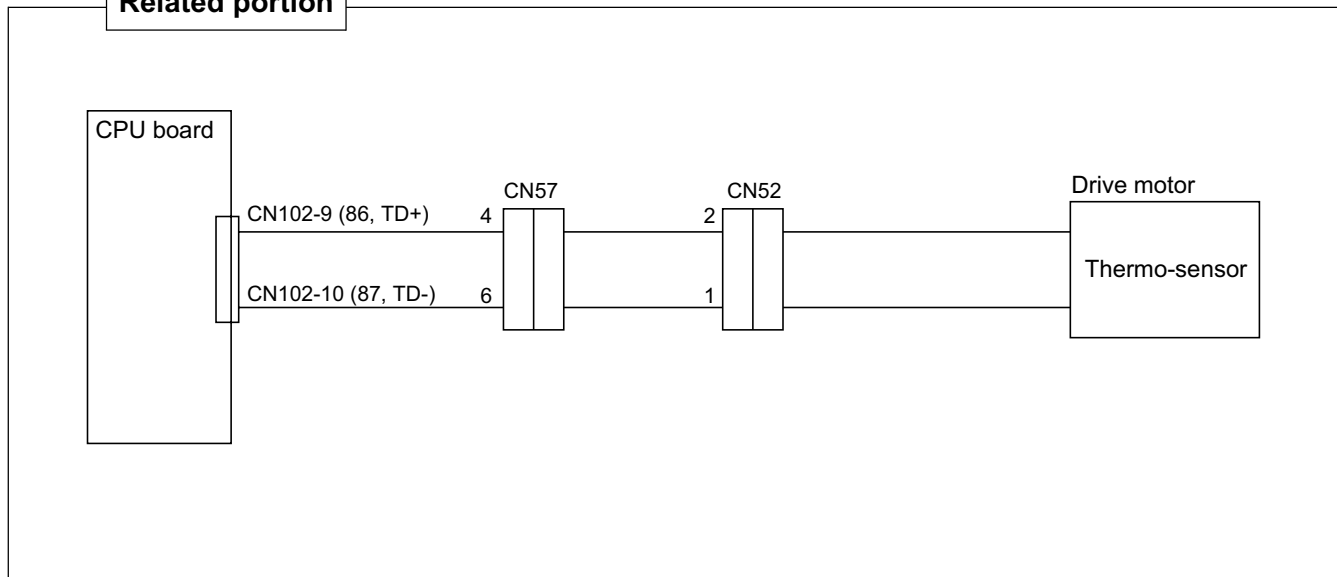 Related portion
CPU board
CN102-9 (86, TD+)
4
CN57
2
CN52
Drive motor
Thermo-sensor
CN102-10 (87, TD-)
6
1